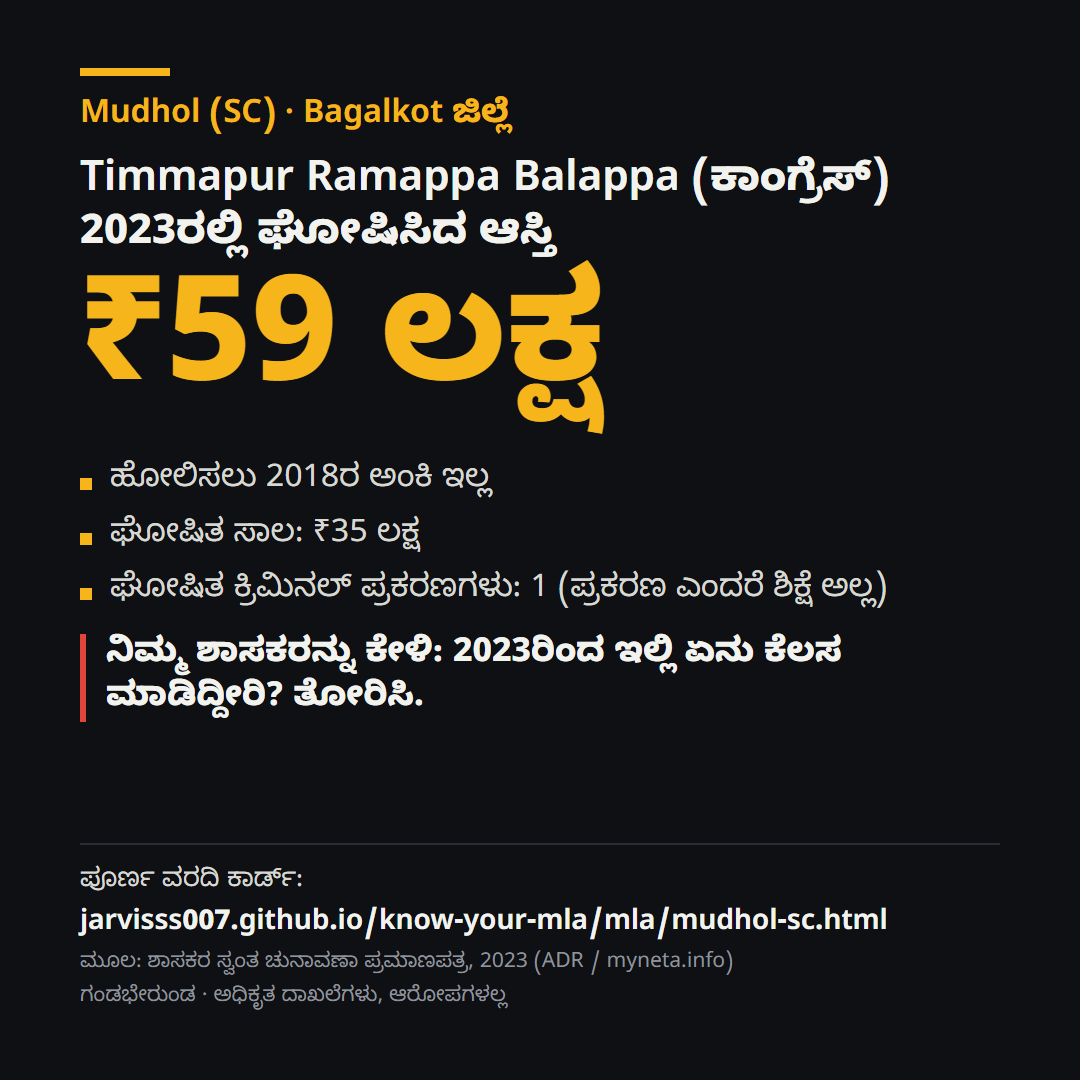 Mudhol (SC) · Bagalkot ಜಿಲ್ಲೆ
Timmapur Ramappa Balappa (ಕಾಂಗ್ರೆಸ್)
2023ರಲ್ಲಿ ಘೋಷಿಸಿದ ಆಸ್ತಿ
₹59 ಲಕ್ಷ
ಹೋಲಿಸಲು 2018ರ ಅಂಕಿ ಇಲ್ಲ
ಘೋಷಿತ ಸಾಲ: ₹35 ಲಕ್ಷ
ಘೋಷಿತ ಕ್ರಿಮಿನಲ್ ಪ್ರಕರಣಗಳು: 1 (ಪ್ರಕರಣ ಎಂದರೆ ಶಿಕ್ಷೆ ಅಲ್ಲ)
ನಿಮ್ಮ ಶಾಸಕರನ್ನು ಕೇಳಿ: 2023ರಿಂದ ಇಲ್ಲಿ ಏನು ಕೆಲಸ
ಮಾಡಿದ್ದೀರಿ? ತೋರಿಸಿ.
ಪೂರ್ಣ ವರದಿ ಕಾರ್ಡ್:
jarvisss007.github.io/know-your-mla/mla/mudhol-sc.html
ಮೂಲ: ಶಾಸಕರ ಸ್ವಂತ ಚುನಾವಣಾ ಪ್ರಮಾಣಪತ್ರ, 2023 (ADR / myneta.info)
ಗಂಡಭೇರುಂಡ · ಅಧಿಕೃತ ದಾಖಲೆಗಳು, ಆರೋಪಗಳಲ್ಲ